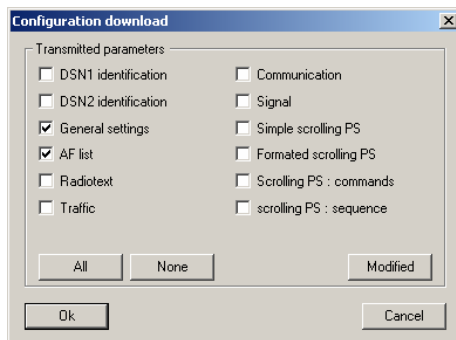 Configuration download
Transmitted parameters
DSN1 identification
Communication
DSN2 identification
Signal
General settings
Simple scrolling PS
AF list
Formated scrolling PS
Radiotext
Scrolling PS : commands
Traffic
scrolling PS : sequence
All
None
Modified
Ok
Cancel